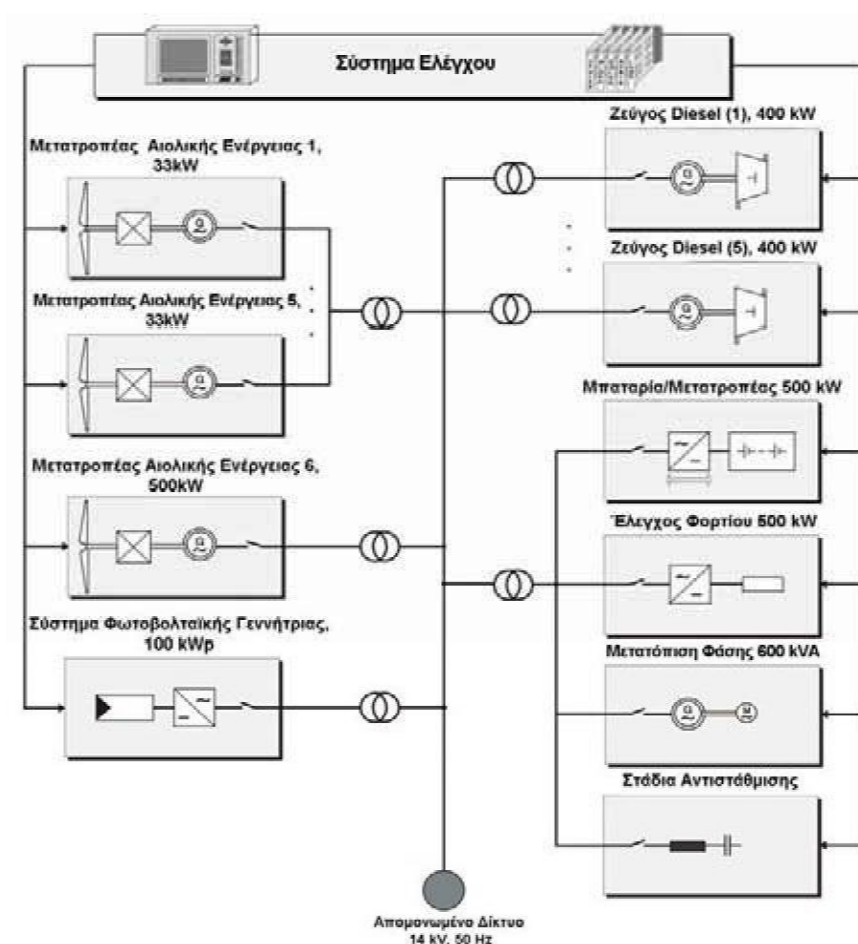 Σύστημα Ελέγχου
Μετατροπέας Αιολικής Ενέργειας 1,
33kW
G
Μετατροπέας Αιολικής Ενέργειας 5,
33kW
G
Μετατροπέας Αιολικής Ενέργειας 6,
500kW
G
Σύστημα Φωτοβολταϊκής Γεννήτριας,
100 kWp
Ζεύγος Diesel (1), 400 kW
G
Ζεύγος Diesel (5), 400 kW
G
Μπαταρία/Μετατροπέας 500 kW
Έλεγχος Φορτίου 500 kW
Μετατόπιση Φάσης 600 kVA
G M
Στάδια Αντιστάθμισης
Απομονωμένο Δίκτυο
14 kV, 50 Hz